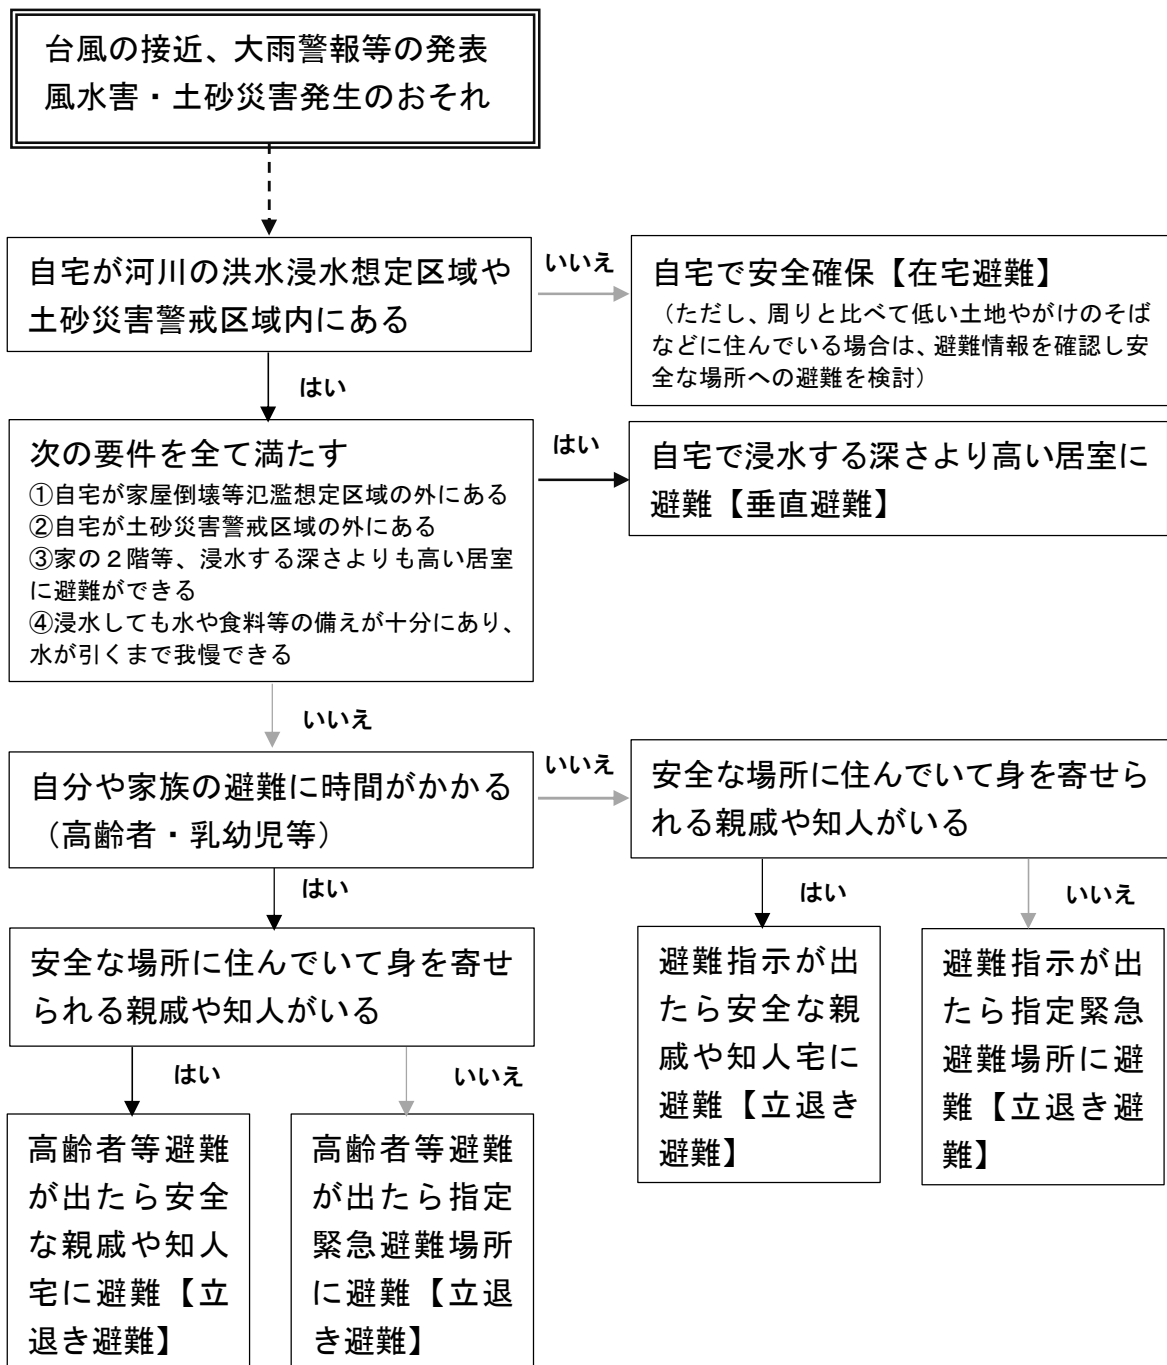 台風の接近、大雨警報等の発表
風水害・土砂災害発生のおそれ
自宅が河川の洪水浸水想定区域や
土砂災害警戒区域内にある
いいえ
自宅で安全確保【在宅避難】
（ただし、周りと比べて低い土地やがけのそば
などに住んでいる場合は、避難情報を確認し安
全な場所への避難を検討）
はい
次の要件を全て満たす
①自宅が家屋倒壊等氾濫想定区域の外にある
②自宅が土砂災害警戒区域の外にある
③家の２階等、浸水する深さよりも高い居室
に避難ができる
④浸水しても水や食料等の備えが十分にあり、
水が引くまで我慢できる
はい
自宅で浸水する深さより高い居室に
避難【垂直避難】
いいえ
自分や家族の避難に時間がかかる
（高齢者・乳幼児等）
いいえ
安全な場所に住んでいて身を寄せら
れる親戚や知人がいる
はい
安全な場所に住んでいて身を寄せ
られる親戚や知人がいる
はい
いいえ
避難指示が出
たら安全な親
戚や知人宅に
避難【立退き
避難】
避難指示が出
たら指定緊急
避難場所に避
難【立退き避
難】
はい
いいえ
高齢者等避難
が出たら安全
な親戚や知人
宅に避難【立
退き避難】
高齢者等避難
が出たら指定
緊急避難場所
に避難【立退
き避難】